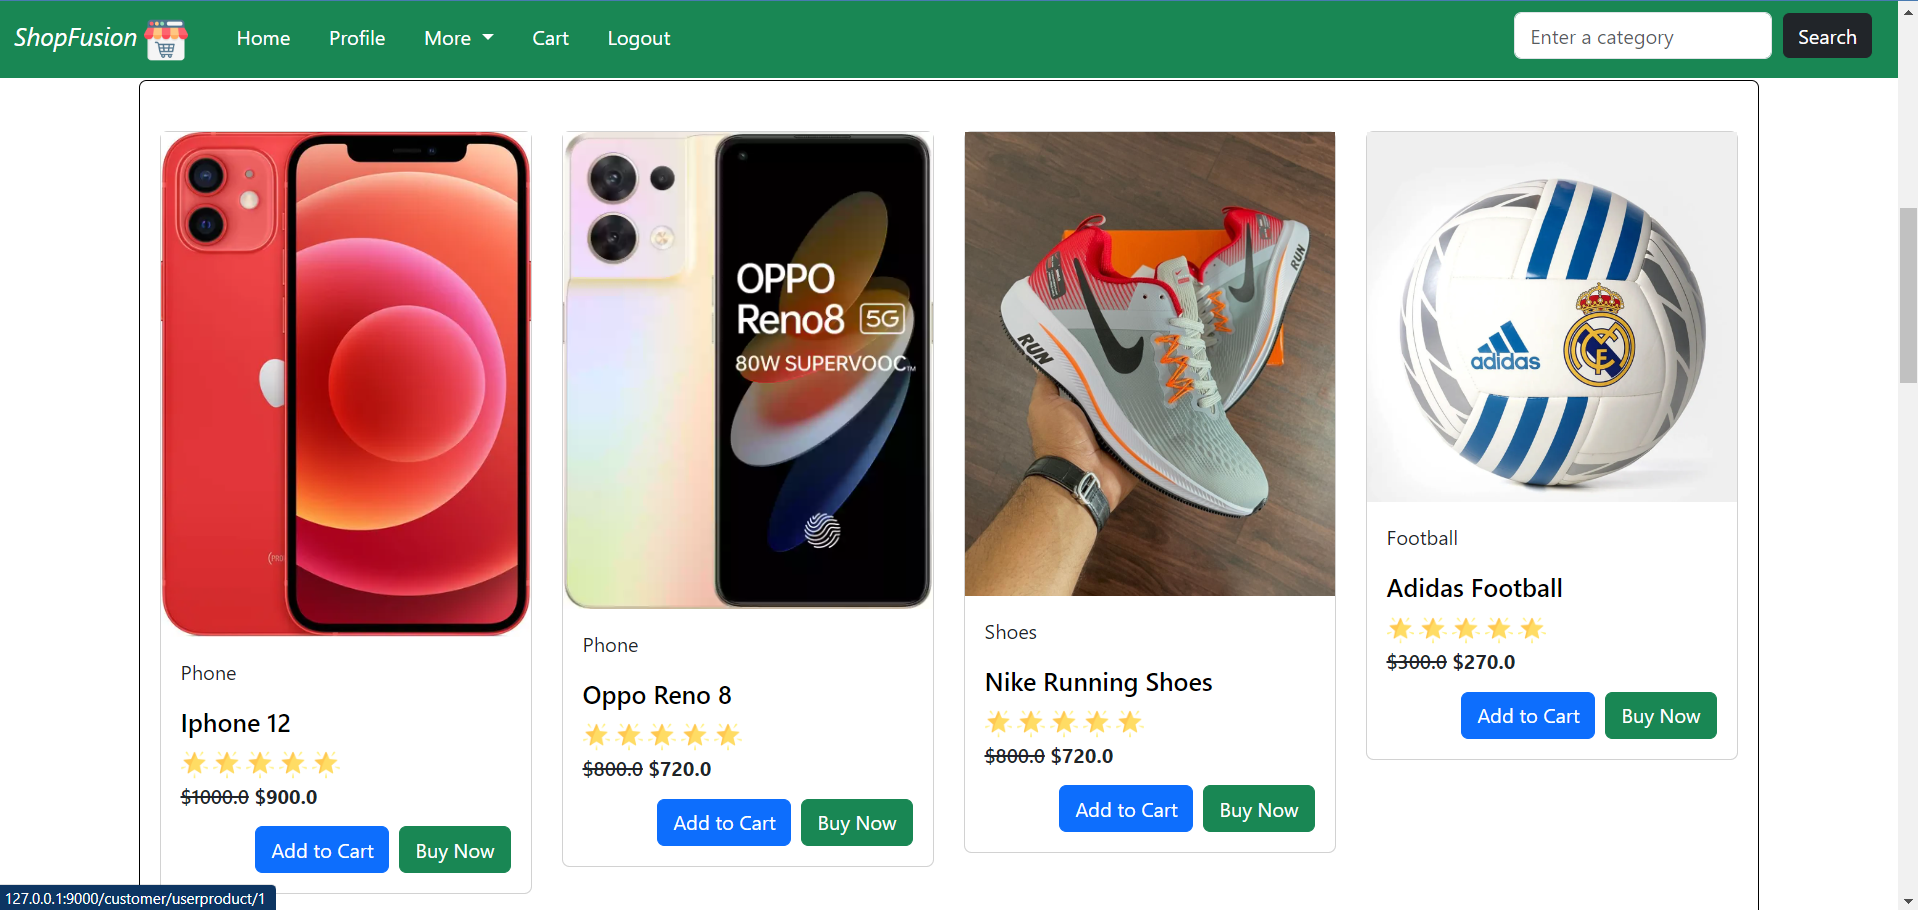 ShopFusion Home Profile More Cart Logout Enter a category Search
OPPO
Reno8 5G
80W SUPERVOOC™
RUN
RUN
adidas
(PRO
Phone
Iphone 12
$1000.0 $900.0
Add to Cart Buy Now
Phone
Oppo Reno 8
$800.0 $720.0
Add to Cart Buy Now
Shoes
Nike Running Shoes
$800.0 $720.0
Add to Cart Buy Now
Football
Adidas Football
$300.0 $270.0
Add to Cart Buy Now
127.0.0.1:9000/customer/userproduct/1